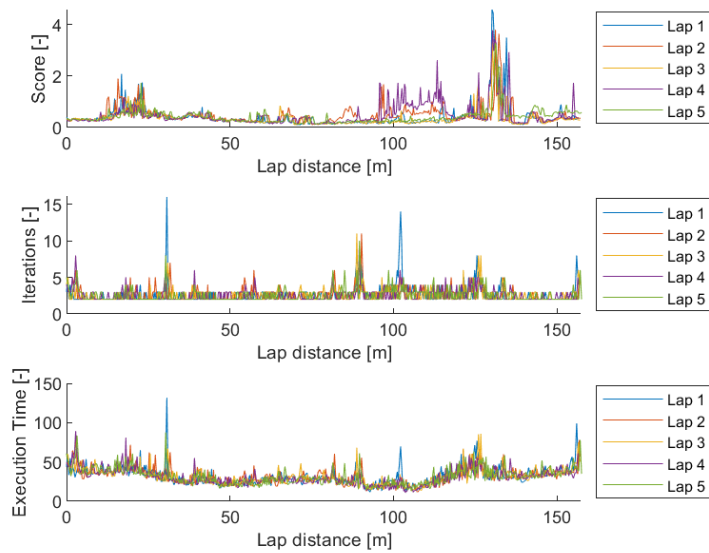 Score [-]
4
2
0
0
50
100
150
Lap distance [m]
Lap 1
Lap 2
Lap 3
Lap 4
Lap 5
Iterations [-]
15
10
5
0
0
50
100
150
Lap distance [m]
Lap 1
Lap 2
Lap 3
Lap 4
Lap 5
Execution Time [-]
150
100
50
0
0
50
100
150
Lap distance [m]
Lap 1
Lap 2
Lap 3
Lap 4
Lap 5